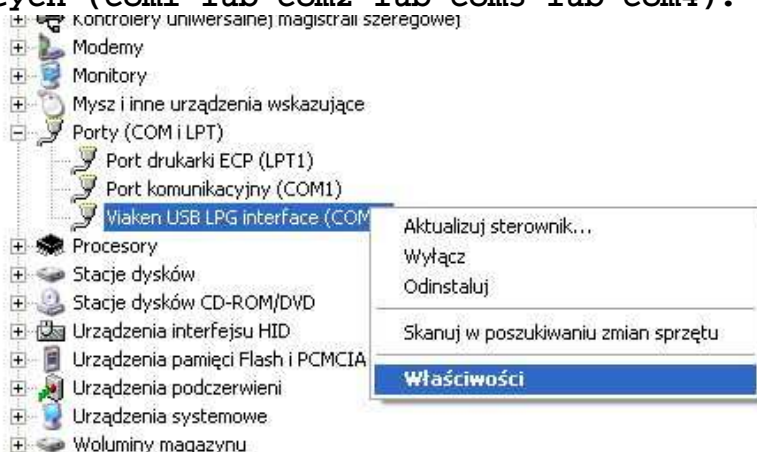 (com1 lub com2 lub com3 lub com4).
Kontrolery uniwersalnej magistrali szeregowej
Modemy
Monitory
Mysz i inne urządzenia wskazujące
Porty (COM i LPT)
Port drukarki ECP (LPT1)
Port komunikacyjny (COM1)
Viaken USB LPG interface (COM
Procesory
Stacje dysków
Stacje dysków CD-ROM/DVD
Urządzenia interfejsu HID
Urządzenia pamięci Flash i PCMCIA
Urządzenia podczerwieni
Urządzenia systemowe
Woluminy magazynu
Aktualizuj sterownik...
Wyłącz
Odinstaluj
Skanuj w poszukiwaniu zmian sprzętu
Właściwości